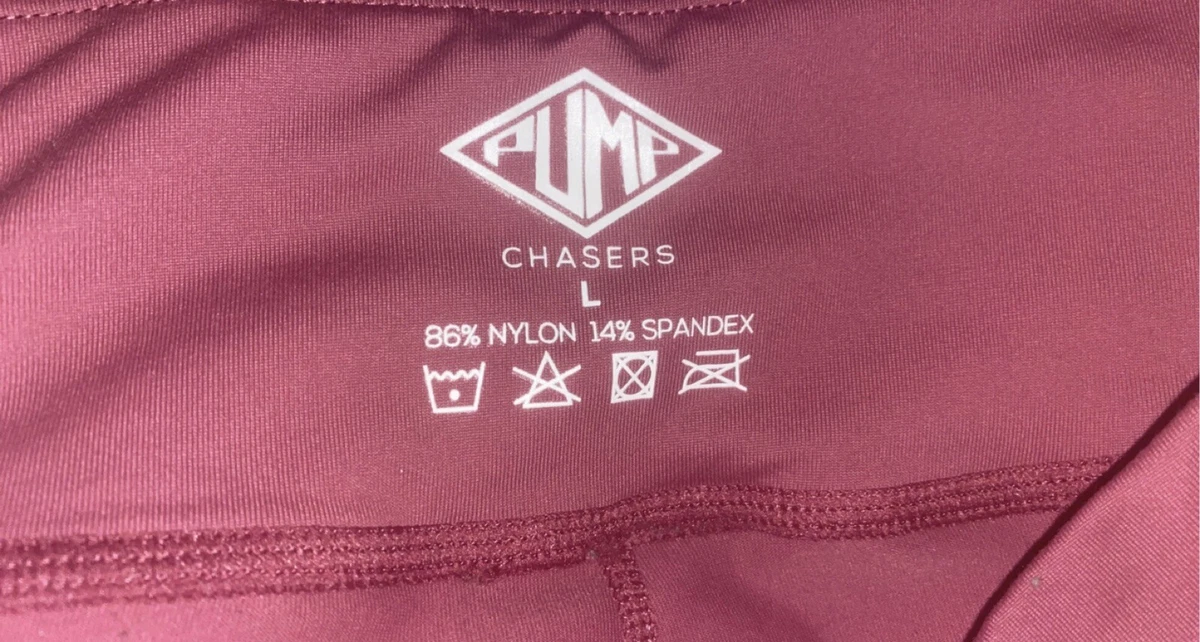 PUMP
CHASERS
L
86% NYLON 14% SPANDEX